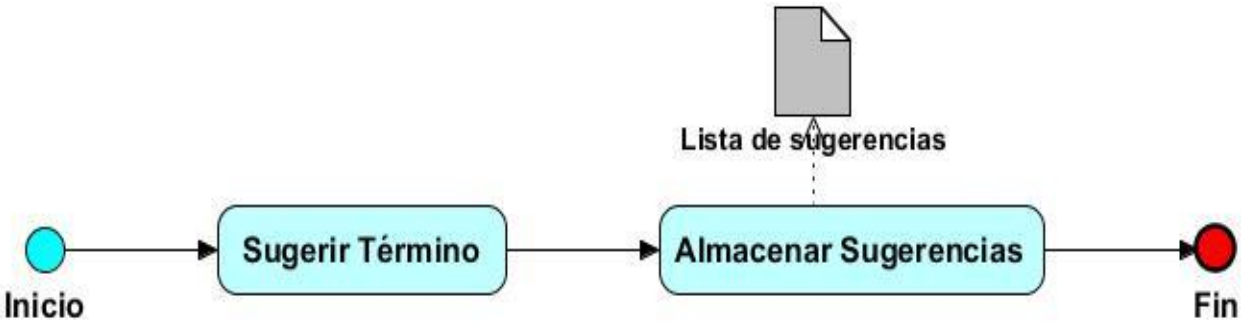 Lista de sugerencias
Sugerir Término
Almacenar Sugerencias
Inicio
Fin